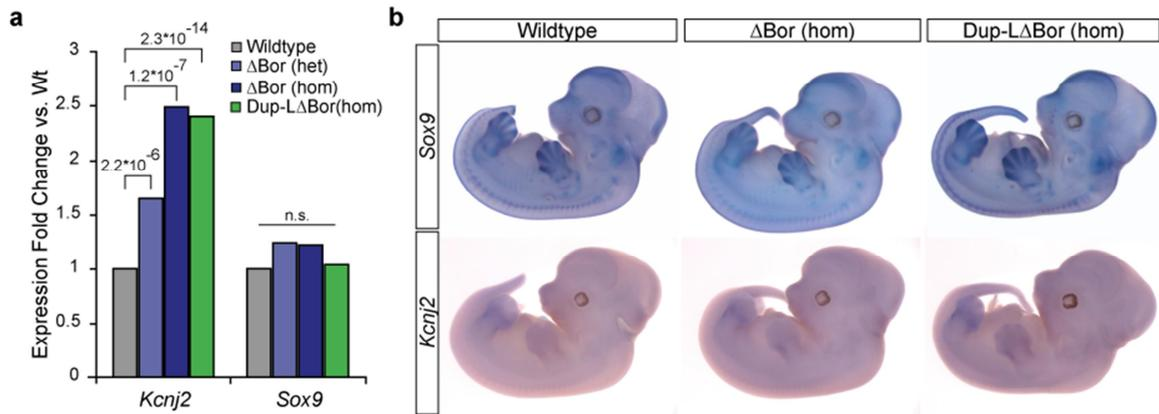 a
Expression Fold Change vs. Wt
3
2.5
2
1.5
1
0.5
0
2.3*10 -14
1.2*10 -7
2.2*10 -6
n.s.
Wildtype
ΔBor (het)
ΔBor (hom)
Dup-LΔBor(hom)
Kcnj2
Sox9
b
Wildtype
ΔBor (hom)
Dup-LΔBor (hom)
Sox9
Kcnj2